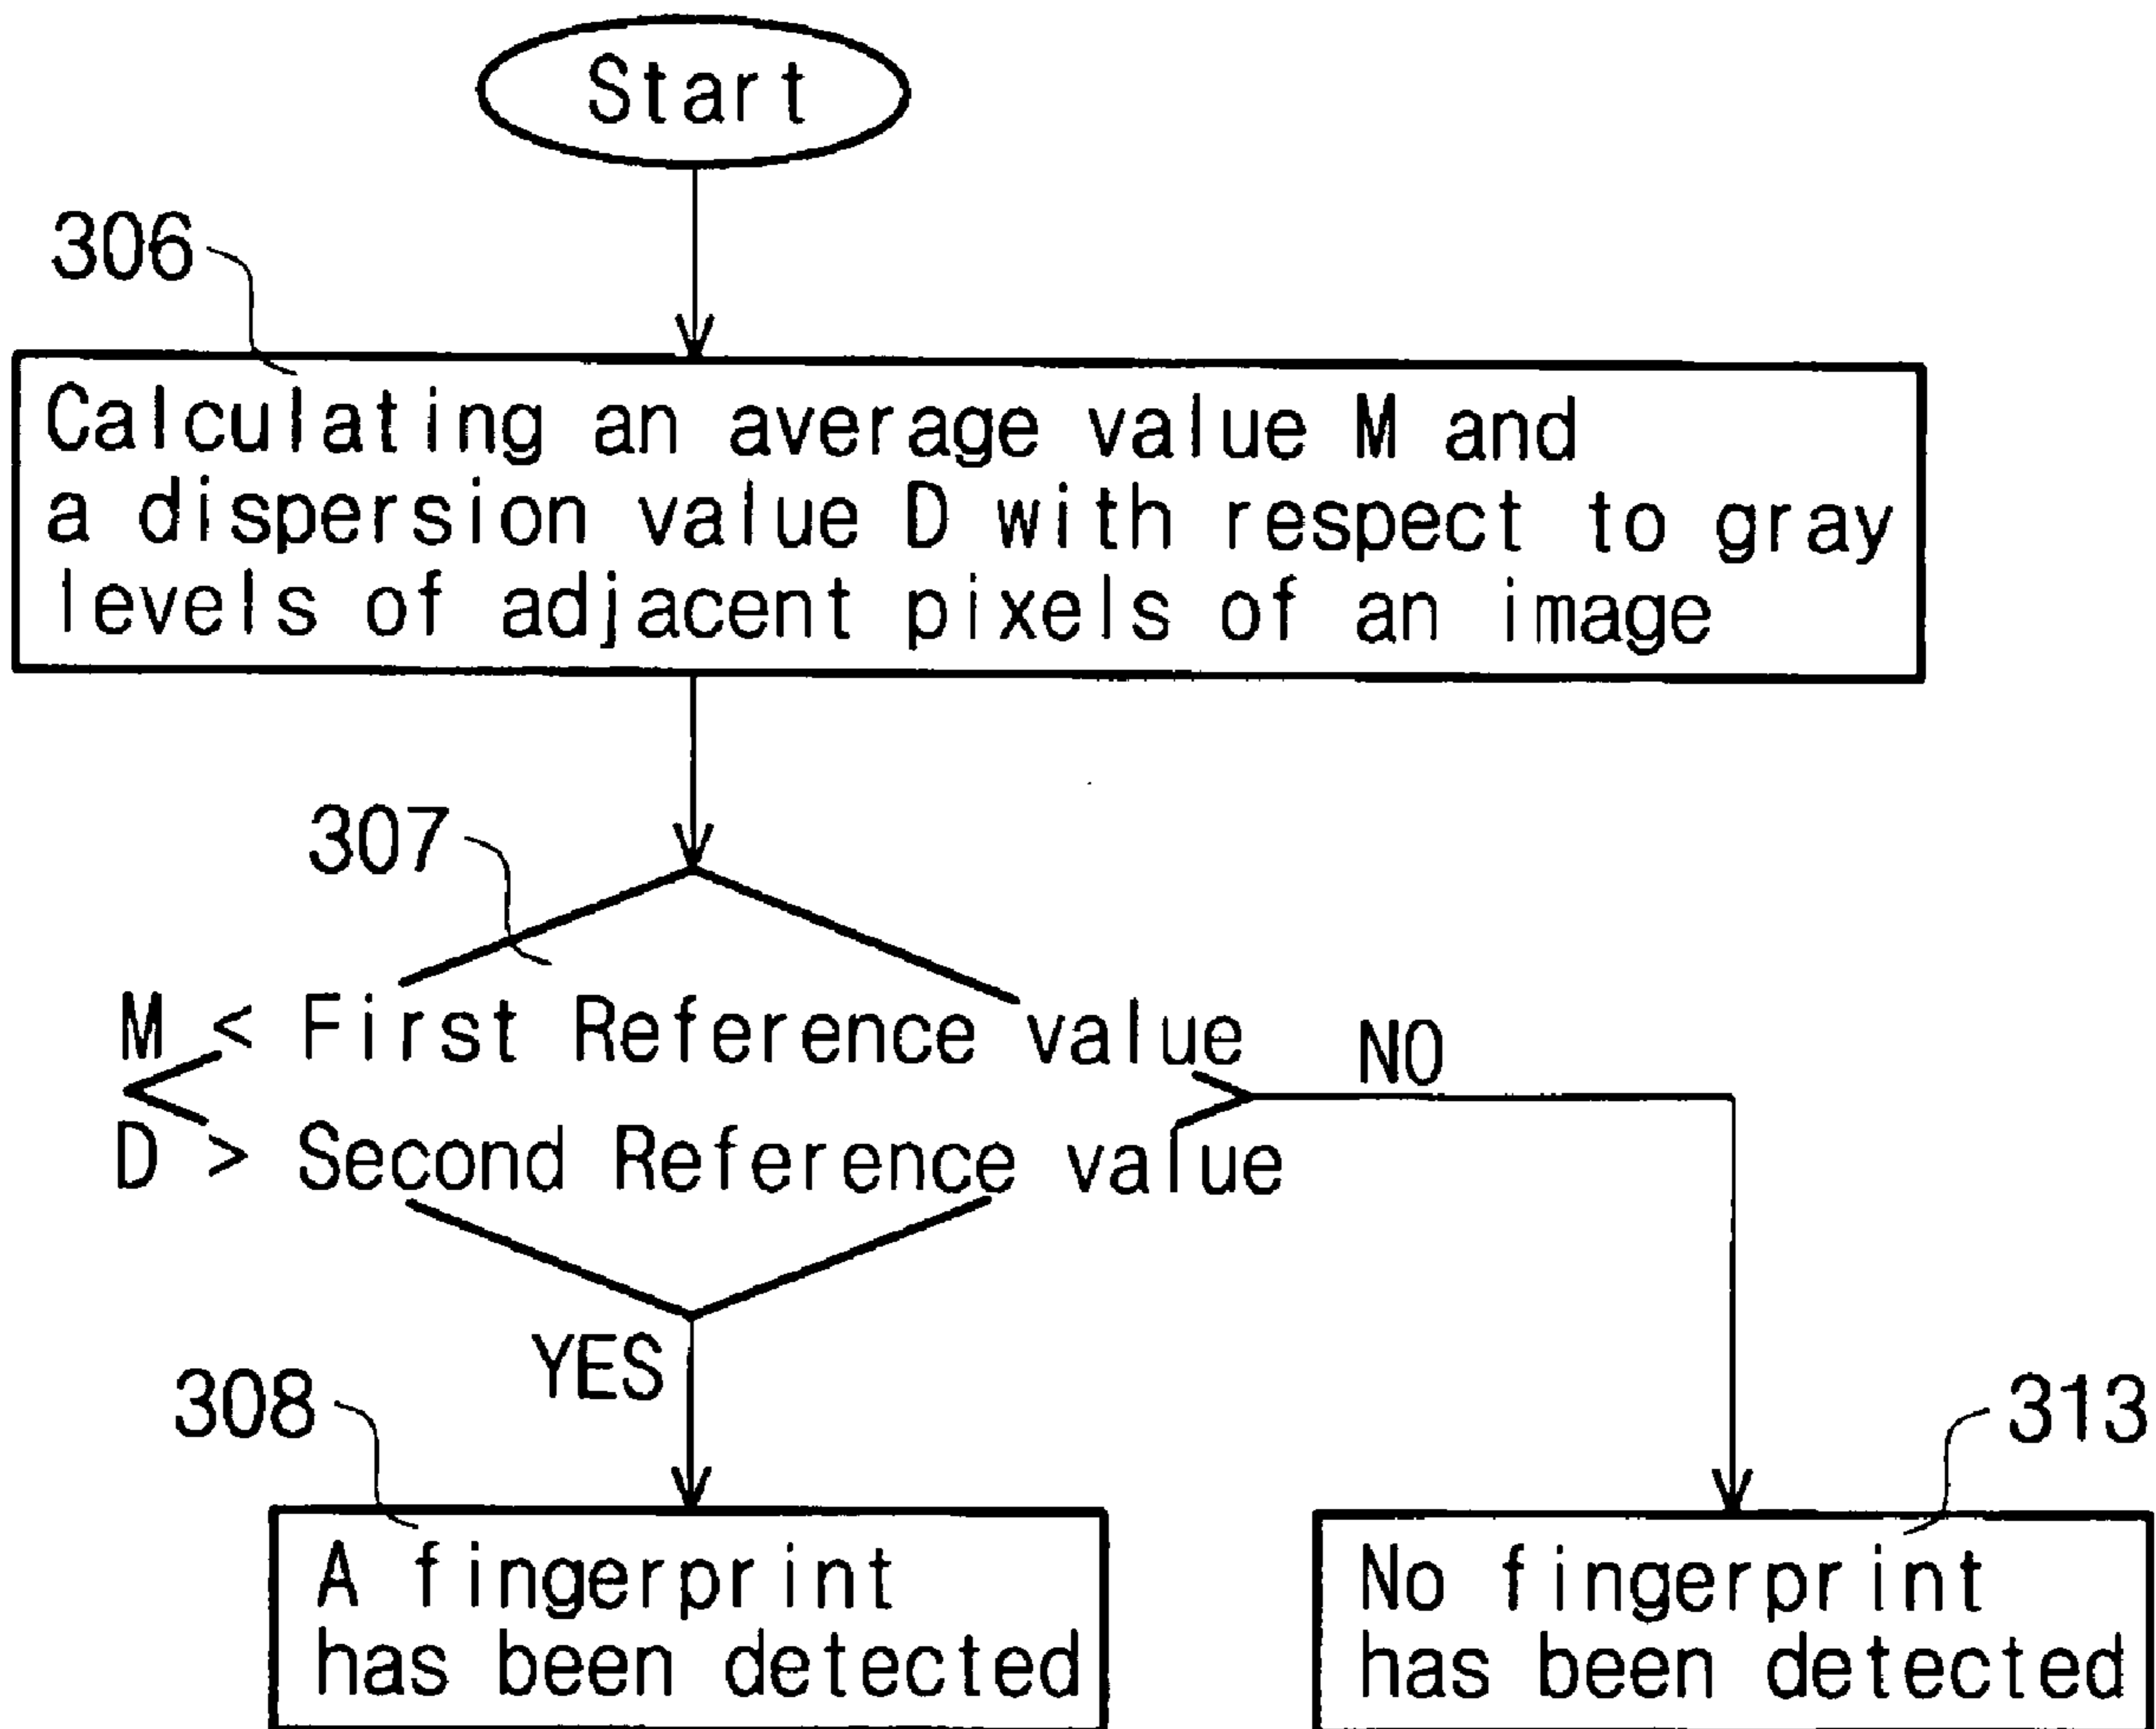 Start
306
Calculating an average value M and
a dispersion value D with respect to gray
levels of adjacent pixels of an image
307
M < First Reference value
NO
D > Second Reference value
YES
308
313
A fingerprint
has been detected
No fingerprint
has been detected